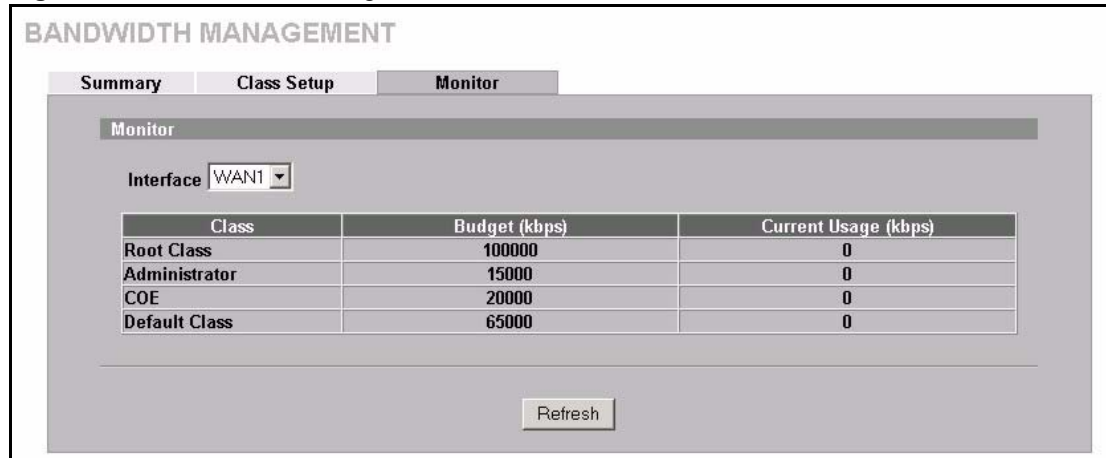 BANDWIDTH MANAGEMENT
Summary Class Setup Monitor
Monitor
Interface WAN1
Class Budget (kbps) Current Usage (kbps)
Root Class 100000 0
Administrator 15000 0
COE 20000 0
Default Class 65000 0
Refresh